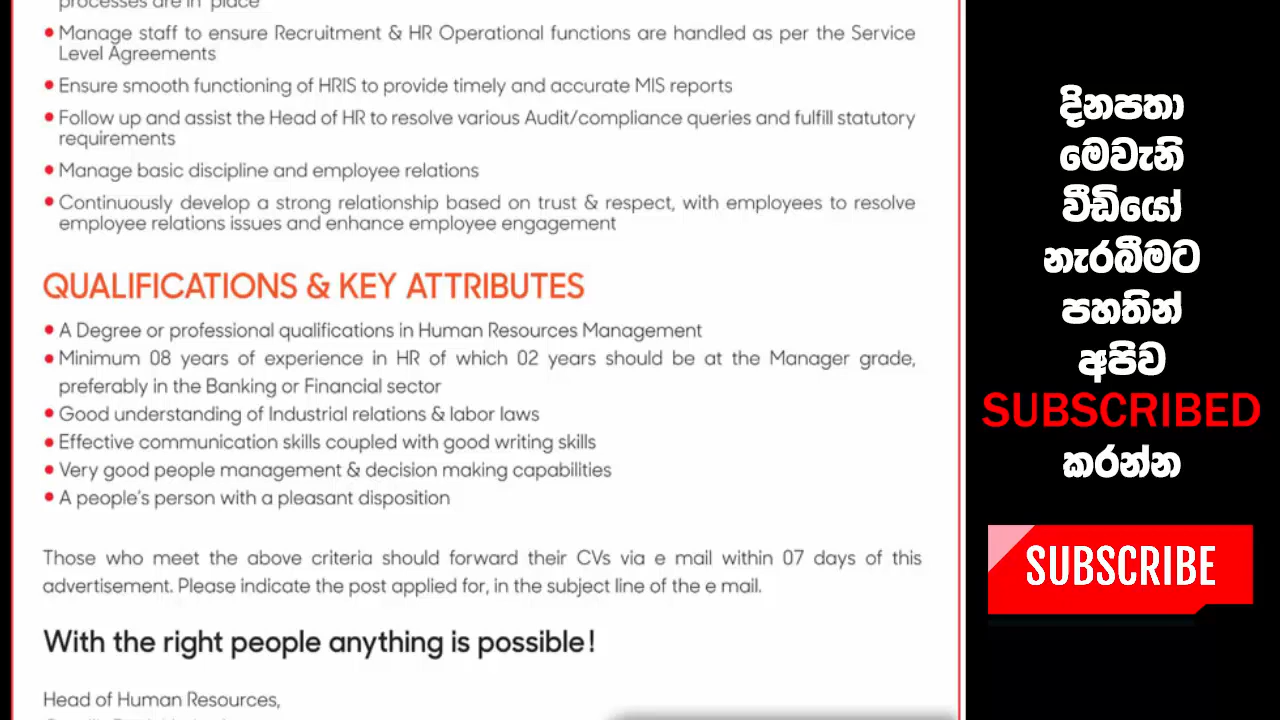 processes are in place
• Manage staff to ensure Recruitment & HR Operational functions are handled as per the Service
Level Agreements
• Ensure smooth functioning of HRIS to provide timely and accurate MIS reports
• Follow up and assist the Head of HR to resolve various Audit/compliance queries and fulfill statutory
requirements
• Manage basic discipline and employee relations
• Continuously develop a strong relationship based on trust & respect, with employees to resolve
employee relations issues and enhance employee engagement
QUALIFICATIONS & KEY ATTRIBUTES
• A Degree or professional qualifications in Human Resources Management
• Minimum 08 years of experience in HR of which 02 years should be at the Manager grade,
preferably in the Banking or Financial sector
• Good understanding of Industrial relations & labor laws
• Effective communication skills coupled with good writing skills
• Very good people management & decision making capabilities
• A people's person with a pleasant disposition
Those who meet the above criteria should forward their CVs via e mail within 07 days of this
advertisement. Please indicate the post applied for, in the subject line of the e mail.
With the right people anything is possible!
Head of Human Resources,
දිනපතා
මෙවැනි
වීඩියෝ
නැරබීමට
පහතින්
අපිව
SUBSCRIBED
කරන්න
SUBSCRIBE